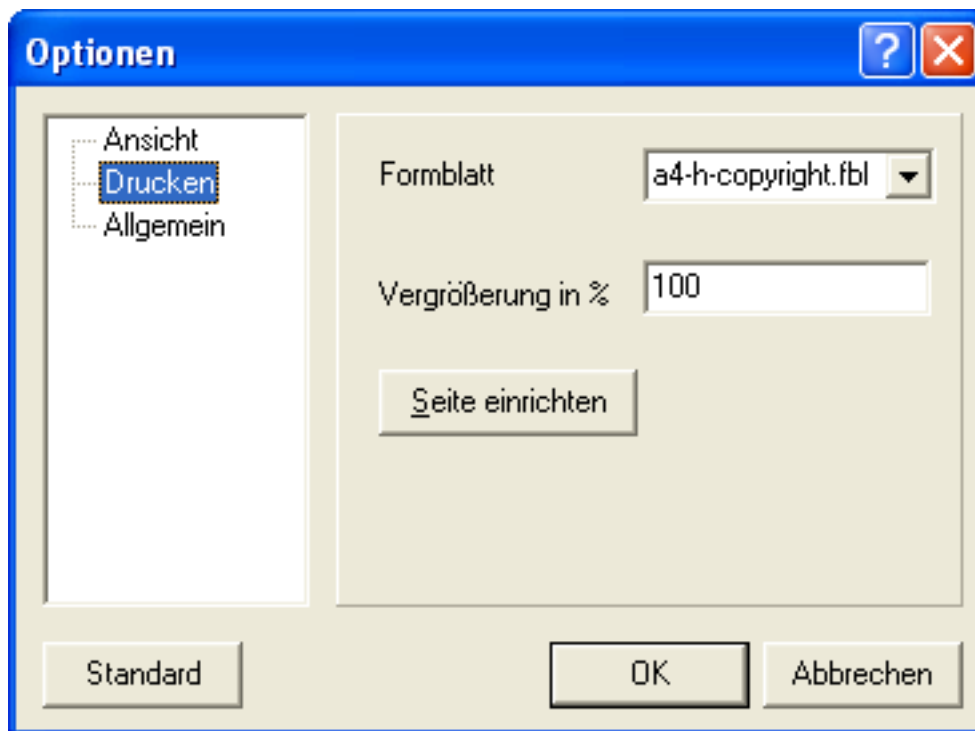 Optionen
Ansicht
Drucken
Allgemein
Formblatt a4-h-copyright.fbl
Vergrößerung in % 100
Seite einrichten
Standard OK Abbrechen